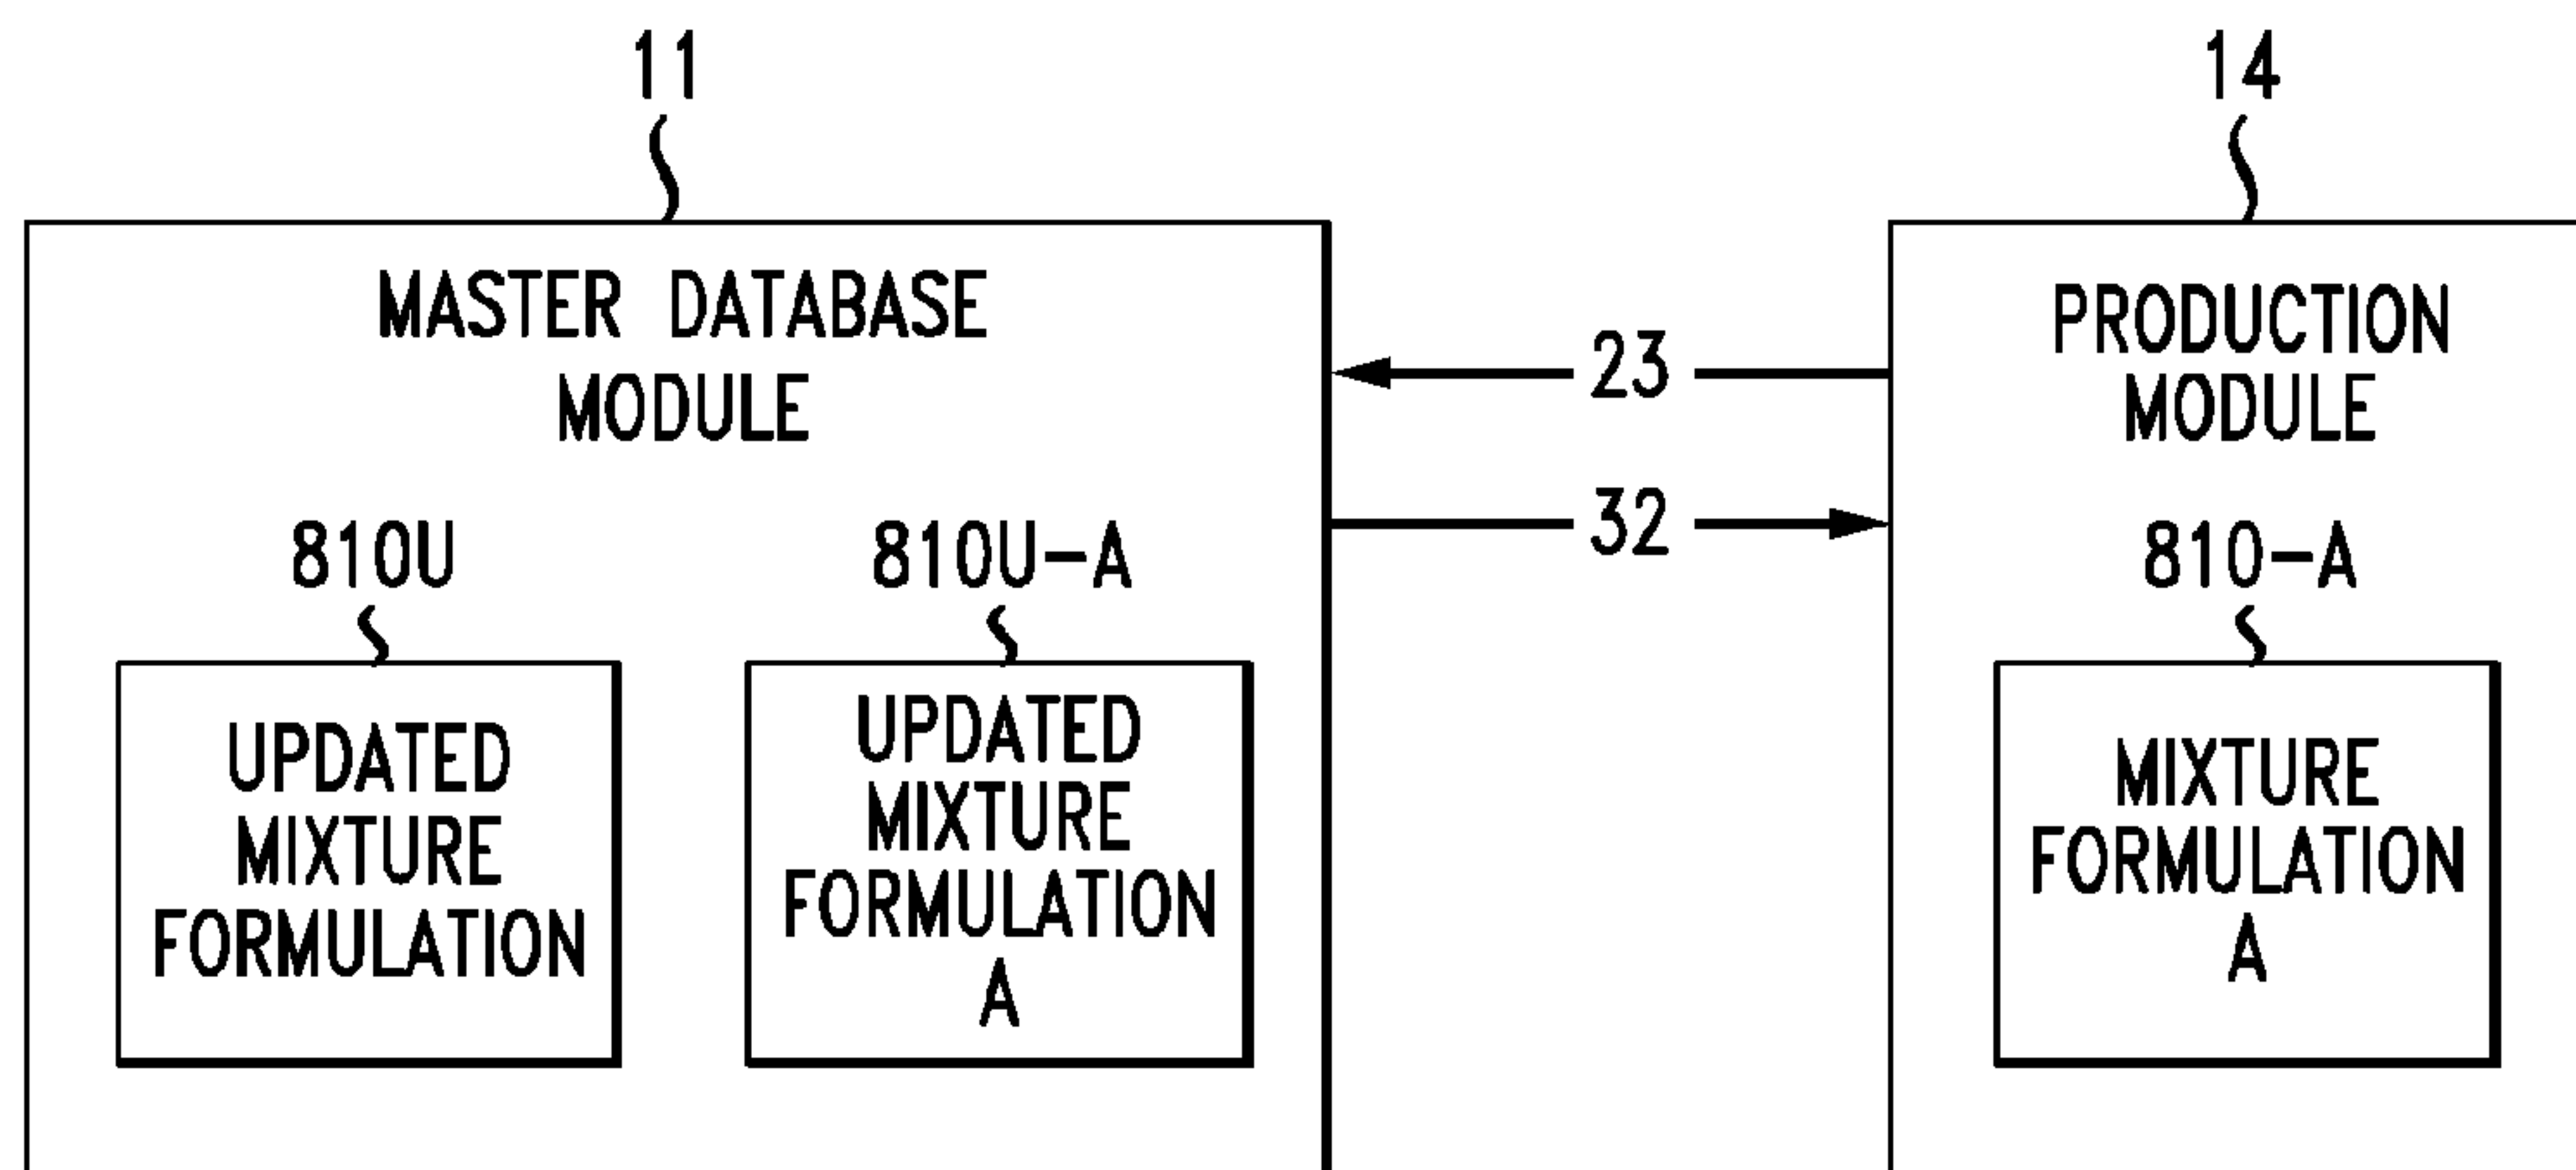 11
14
MASTER DATABASE
MODULE
PRODUCTION
MODULE
23
32
810U
810U-A
810-A
UPDATED
MIXTURE
FORMULATION
UPDATED
MIXTURE
FORMULATION
A
MIXTURE
FORMULATION
A